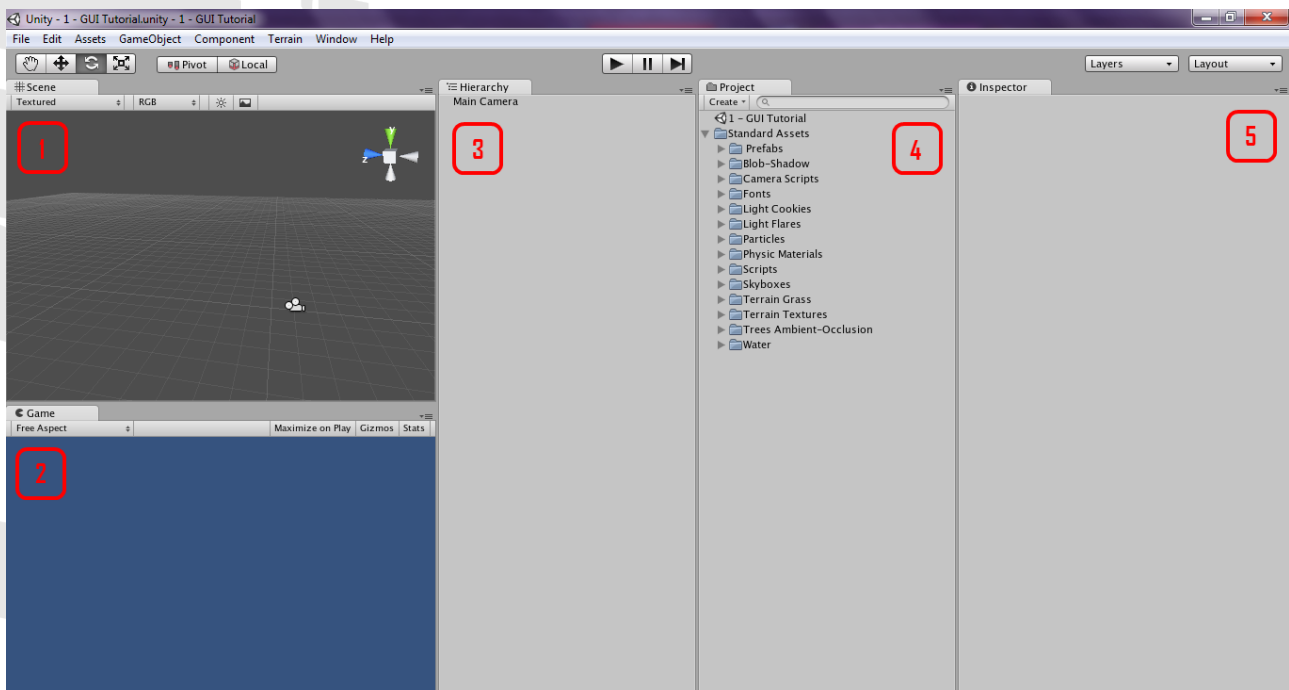 Unity - 1 - GUI Tutorial.unity - 1 - GUI Tutorial
File Edit Assets GameObject Component Terrain Window Help
Pivot Local Layers Layout
Scene
Textured RGB
1
y
z
Game
Free Aspect Maximize on Play Gizmos Stats
2
Hierarchy
Main Camera
3
Project
Create
1 - GUI Tutorial
Standard Assets
Prefabs
Blob-Shadow
Camera Scripts
Fonts
Light Cookies
Light Flares
Particles
Physic Materials
Scripts
Skyboxes
Terrain Grass
Terrain Textures
Trees Ambient-Occlusion
Water
4
Inspector
5